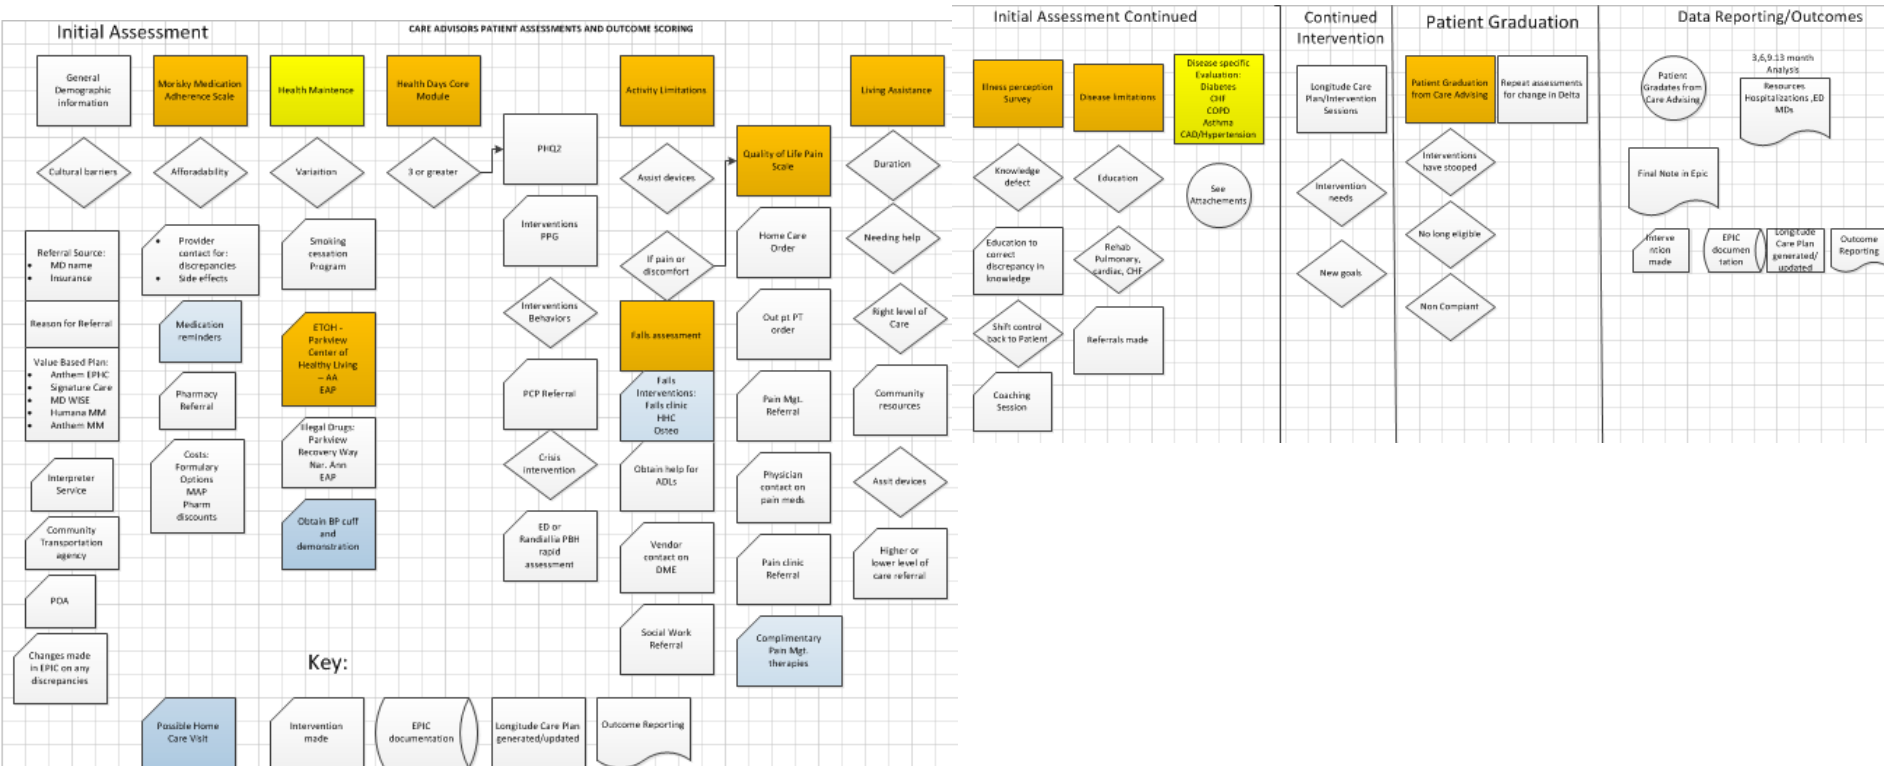 Initial Assessment
CARE ADVISORS PATIENT ASSESSMENTS AND OUTCOME SCORING
General
Demographic
information
Cultural barriers
Referral Source:
• MD name
• Insurance
Reason for Referral
Value Based Plan:
• Anthem EPHC
• Signature Care
• MD WISE
• Humana MM
• Anthem MM
Interpreter
Service
Community
Transportation
agency
POA
Changes made
in EPIC on any
discrepancies
Morisky Medication
Adherence Scale
Afforadability
• Provider
contact for:
discrepancies
• Side effects
Medication
reminders
Pharmacy
Referral
Costs:
Formulary
Options
MAP
Pharm
discounts
Health Maintence
Variaition
Smoking
cessation
Program
ETOH -
Parkview
Center of
Healthy Living
– AA
EAP
Illegal Drugs:
Parkview
Recovery Way
Nar. Ann
EAP
Obtain BP cuff
and
demonstration
Health Days Core
Module
3 or greater
PHQ2
Interventions
PPG
Interventions
Behaviors
PCP Referral
Crisis
intervention
ED or
Randiallia PBH
rapid
assessment
Activity Limitations
Assist devices
If pain or
discomfort
Falls assessment
Falls
Interventions:
Falls clinic
HHC
Osteo
Obtain help for
ADLs
Vendor
contact on
DME
Social Work
Referral
Quality of Life Pain
Scale
Home Care
Order
Out pt PT
order
Pain Mgt.
Referral
Physician
contact on
pain meds
Pain clinic
Referral
Complimentary
Pain Mgt.
therapies
Living Assistance
Duration
Needing help
Right level of
Care
Community
resources
Assit devices
Higher or
lower level of
care referral
Key:
Possible Home
Care Visit
Intervention
made
EPIC
documentation
Longitude Care Plan
generated/updated
Outcome Reporting
Initial Assessment Continued
Illness perception
Survey
Knowledge
defect
Education to
correct
discrepancy in
knowledge
Shift control
back to Patient
Coaching
Session
Disease limitations
Education
Rehab
Pulmonary,
cardiac, CHF
Referrals made
Disease specific
Evaluation:
Diabetes
CHF
COPD
Asthma
CAD/Hypertension
See
Attachements
Continued
Intervention
Longitude Care
Plan/Intervention
Sessions
Intervention
needs
New goals
Patient Graduation
Patient Graduation
from Care Advising
Repeat assessments
for change in Delta
Interventions
have stooped
No long eligible
Non Compiant
Data Reporting/Outcomes
Patient
Gradates from
Care Advising
3,6,9.13 month
Analysis
Resources
Hospitalizations ,ED
MDs
Final Note in Epic
Interve
ntion
made
EPIC
documen
tation
Longitude
Care Plan
generated/
updated
Outcome
Reporting